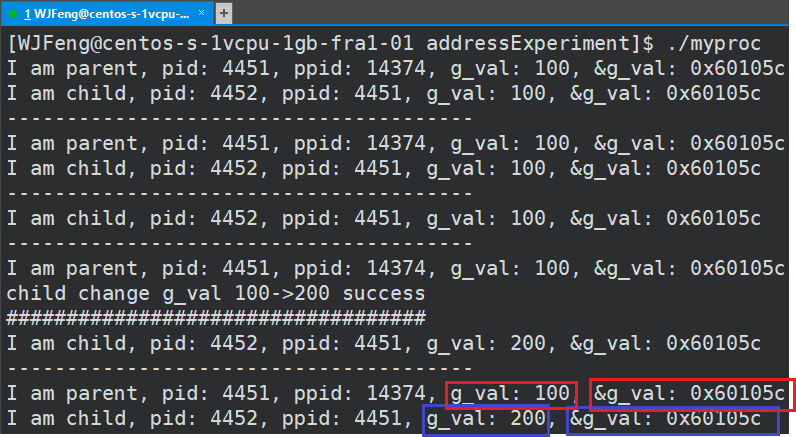 1 WJFeng@centos-s-1vcpu-... × +
[WJFeng@centos-s-1vcpu-1gb-fra1-01 addressExperiment]$ ./myproc
I am parent, pid: 4451, ppid: 14374, g_val: 100, &g_val: 0x60105c
I am child, pid: 4452, ppid: 4451, g_val: 100, &g_val: 0x60105c
---------------------------------------
I am parent, pid: 4451, ppid: 14374, g_val: 100, &g_val: 0x60105c
I am child, pid: 4452, ppid: 4451, g_val: 100, &g_val: 0x60105c
---------------------------------------
I am child, pid: 4452, ppid: 4451, g_val: 100, &g_val: 0x60105c
---------------------------------------
I am parent, pid: 4451, ppid: 14374, g_val: 100, &g_val: 0x60105c
child change g_val 100->200 success
###################################
I am child, pid: 4452, ppid: 4451, g_val: 200, &g_val: 0x60105c
---------------------------------------
I am parent, pid: 4451, ppid: 14374, g_val: 100, &g_val: 0x60105c
I am child, pid: 4452, ppid: 4451, g_val: 200, &g_val: 0x60105c